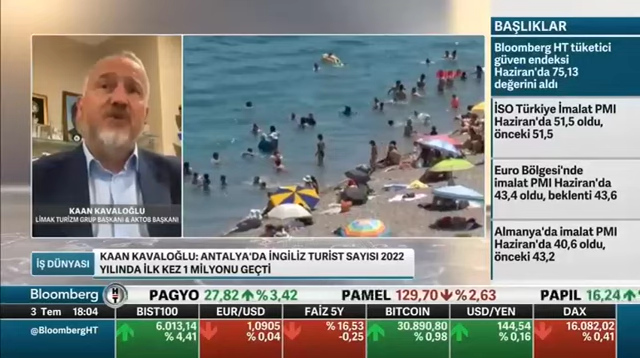 BAŞLIKLAR
Bloomberg HT tüketici
güven endeksi
Haziran'da 75,13
değerini aldı
İSO Türkiye İmalat PMI
Haziran'da 51,5 oldu,
önceki 51,5
Euro Bölgesi'nde
imalat PMI Haziran'da
43,4 oldu, beklenti 43,6
Almanya'da imalat PMI
Haziran'da 40,6 oldu,
önceki 43,2
KAAN KAVALOĞLU
LİMAK TURİZM GRUP BAŞKANI & AKTOB BAŞKANI
İŞ DÜNYASI
KAAN KAVALOĞLU: ANTALYA'DA İNGİLİZ TURİST SAYISI 2022
YILINDA İLK KEZ 1 MİLYONU GEÇTİ
Bloomberg HT PAGYO 27,82 %3,42 PAMEL 129,70 %2,63 PAPIL 16,24
3 Tem 18:04 BIST100 EUR/USD FAİZ 5Y BITCOIN USD/YEN DAX
@BloombergHT 6.013,14 1,0905 %16,53 30.890,80 144,54 16.082,02
% 4,41 % 0,04 -0,25 % 0,98 % 0,16 % 0,41